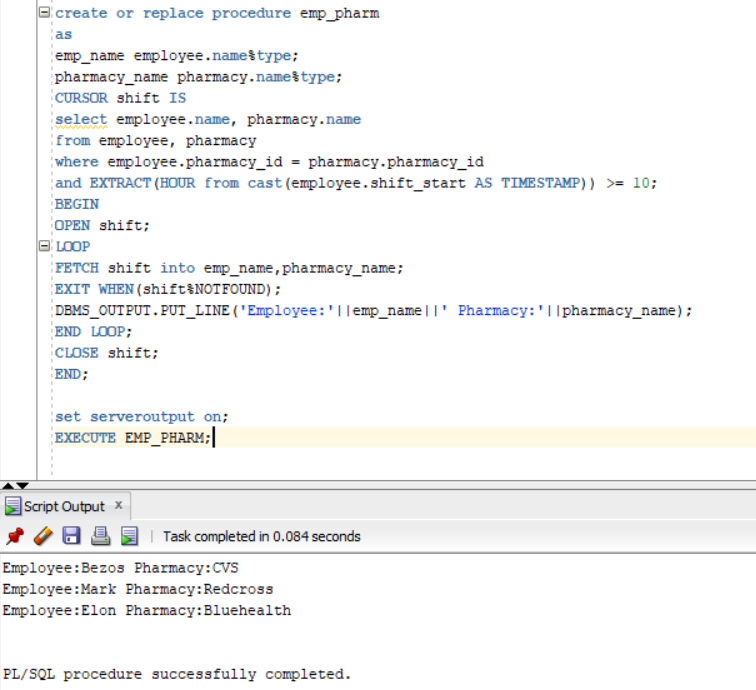 create or replace procedure emp_pharm
as
emp_name employee.name%type;
pharmacy_name pharmacy.name%type;
CURSOR shift IS
select employee.name, pharmacy.name
from employee, pharmacy
where employee.pharmacy_id = pharmacy.pharmacy_id
and EXTRACT(HOUR from cast(employee.shift_start AS TIMESTAMP)) >= 10;
BEGIN
OPEN shift;
LOOP
FETCH shift into emp_name,pharmacy_name;
EXIT WHEN(shift%NOTFOUND);
DBMS_OUTPUT.PUT_LINE('Employee:'||emp_name||' Pharmacy:'||pharmacy_name);
END LOOP;
CLOSE shift;
END;
set serveroutput on;
EXECUTE EMP_PHARM;
Script Output x
Task completed in 0.084 seconds
Employee:Bezos Pharmacy:CVS
Employee:Mark Pharmacy:Redcross
Employee:Elon Pharmacy:Bluehealth
PL/SQL procedure successfully completed.